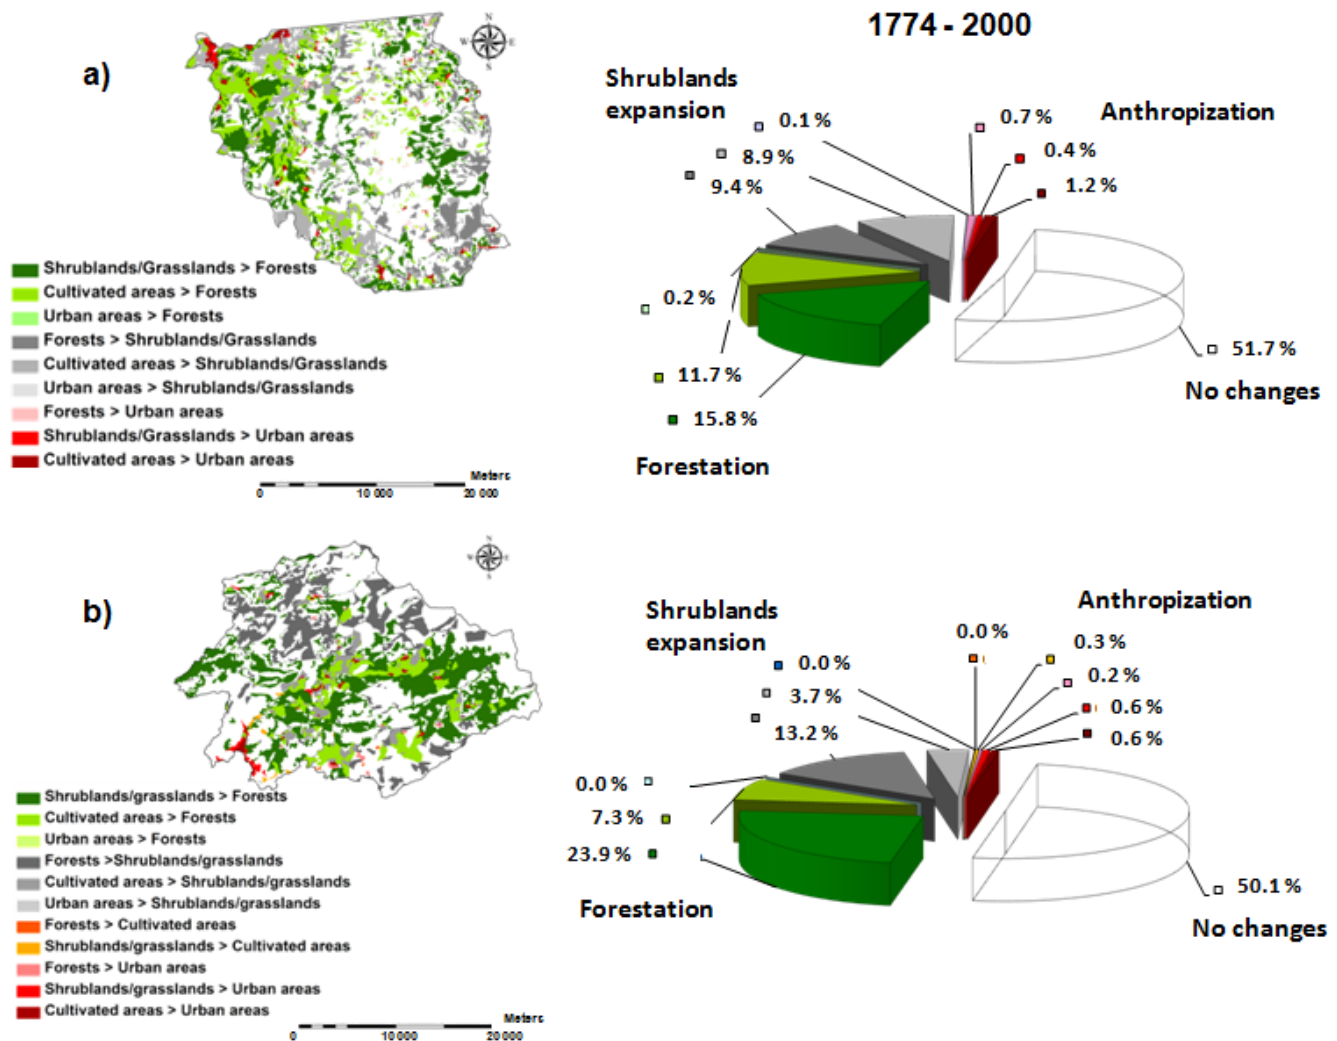 1774 - 2000
a)
N
W
E
S
Shrublands
expansion
0.1 %
8.9 %
9.4 %
0.7 %
Anthropization
0.4 %
1.2 %
0.2 %
11.7 %
15.8 %
Forestation
51.7 %
No changes
Shrublands/Grasslands > Forests
Cultivated areas > Forests
Urban areas > Forests
Forests > Shrublands/Grasslands
Cultivated areas > Shrublands/Grasslands
Urban areas > Shrublands/Grasslands
Forests > Urban areas
Shrublands/Grasslands > Urban areas
Cultivated areas > Urban areas
Meters
0 10 000 20 000
b)
N
W
E
S
Shrublands
expansion
0.0 %
3.7 %
13.2 %
Anthropization
0.0 %
0.3 %
0.2 %
0.6 %
0.6 %
0.0 %
7.3 %
23.9 %
Forestation
50.1 %
No changes
Shrublands/grasslands > Forests
Cultivated areas > Forests
Urban areas > Forests
Forests >Shrublands/grasslands
Cultivated areas > Shrublands/grasslands
Urban areas > Shrublands/grasslands
Forests > Cultivated areas
Shrublands/grasslands > Cultivated areas
Forests > Urban areas
Shrublands/grasslands > Urban areas
Cultivated areas > Urban areas
Meters
0 10 000 20 000